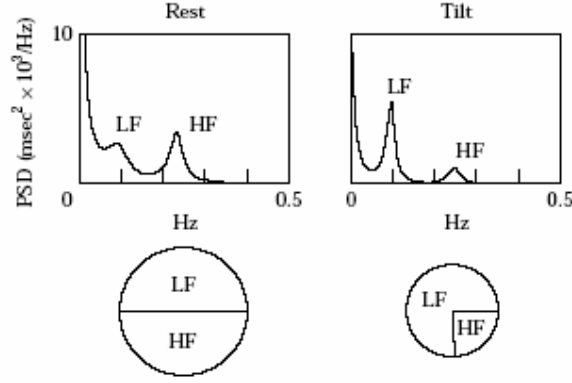 Rest
Tilt
PSD (msec² × 10³/Hz)
10
LF
HF
0
0.5
Hz
LF
HF
0
0.5
Hz
LF
HF
LF
HF